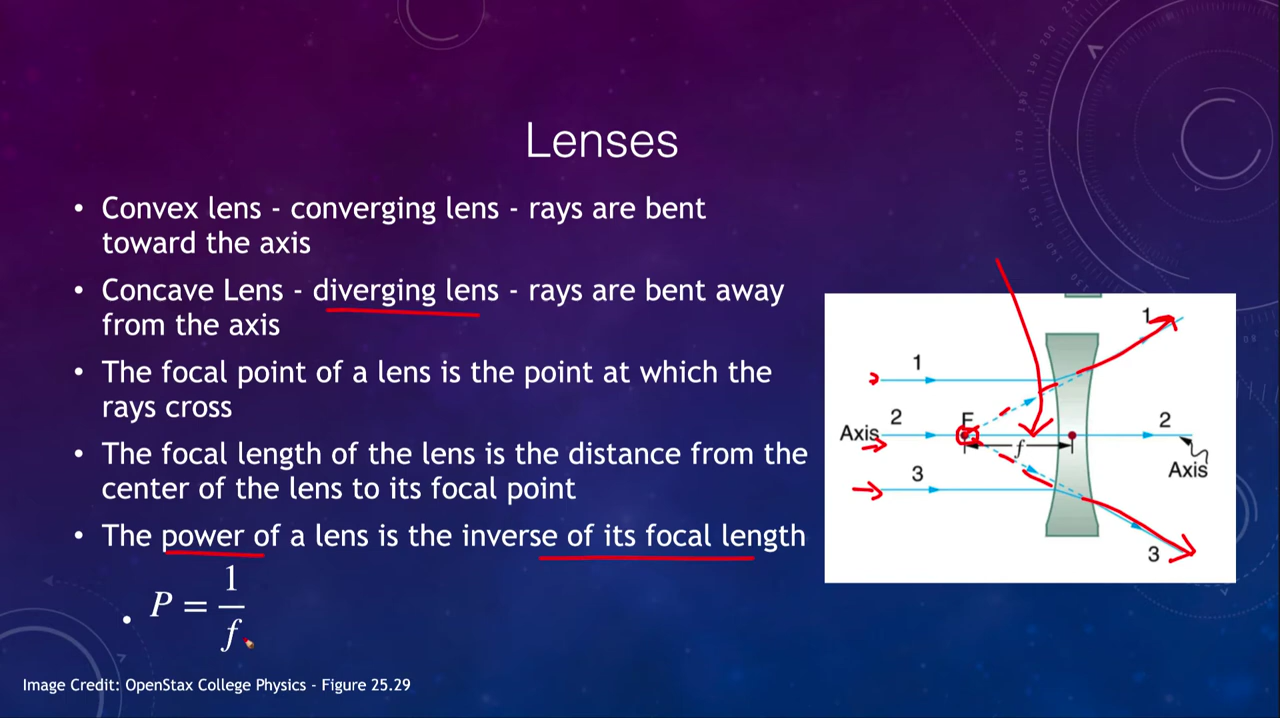 Lenses
• Convex lens - converging lens - rays are bent
toward the axis
• Concave Lens - diverging lens - rays are bent away
from the axis
• The focal point of a lens is the point at which the
rays cross
• The focal length of the lens is the distance from the
center of the lens to its focal point
• The power of a lens is the inverse of its focal length
• P = 1/f
1
1
2
F
2
Axis
f
Axis
3
3
Image Credit: OpenStax College Physics - Figure 25.29